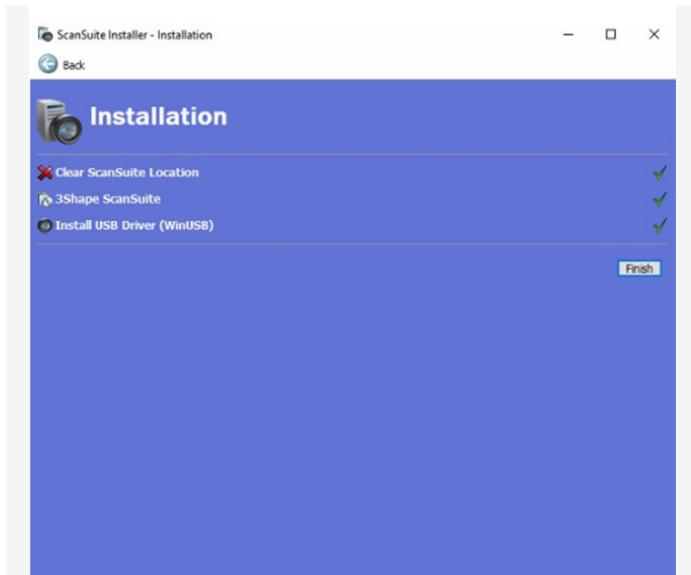 ScanSuite Installer - Installation
Back
Installation
Clear ScanSuite Location
3Shape ScanSuite
Install USB Driver (WinUSB)
Finish